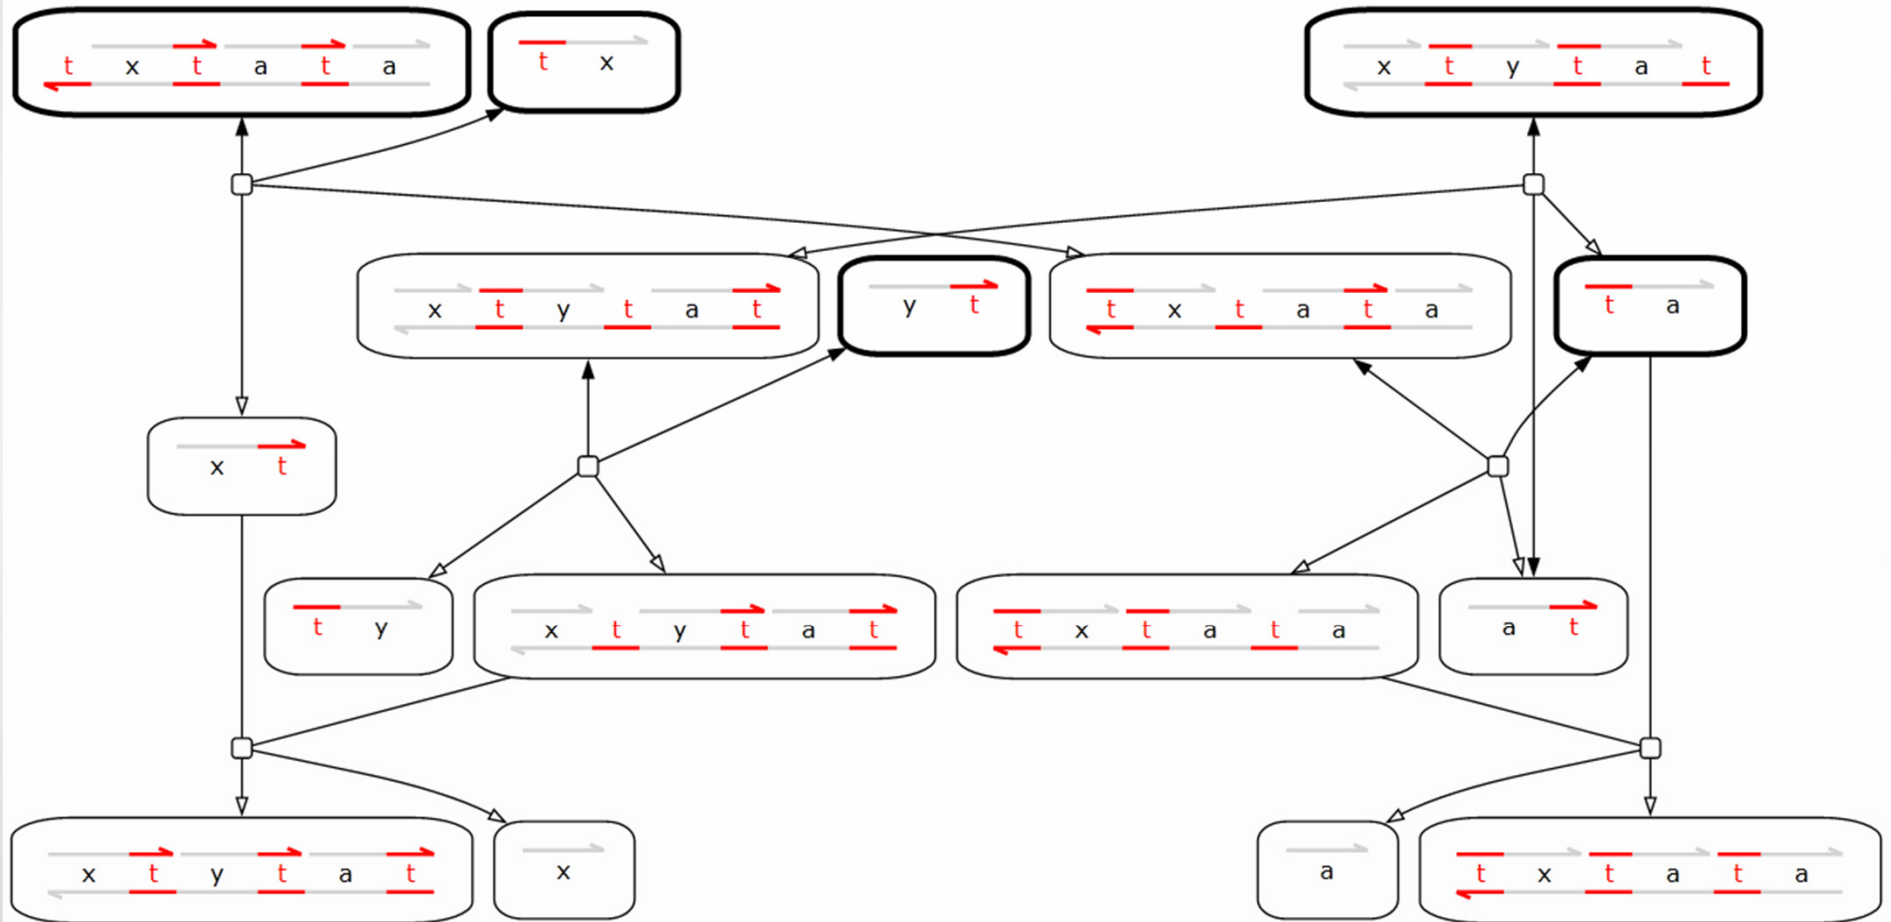 t x t a t a
t x
x t y t a t
x t y t a t
y t
t x t a t a
t a
x t
t y
x t y t a t
t x t a t a
a t
x t y t a t
x
a
t x t a t a